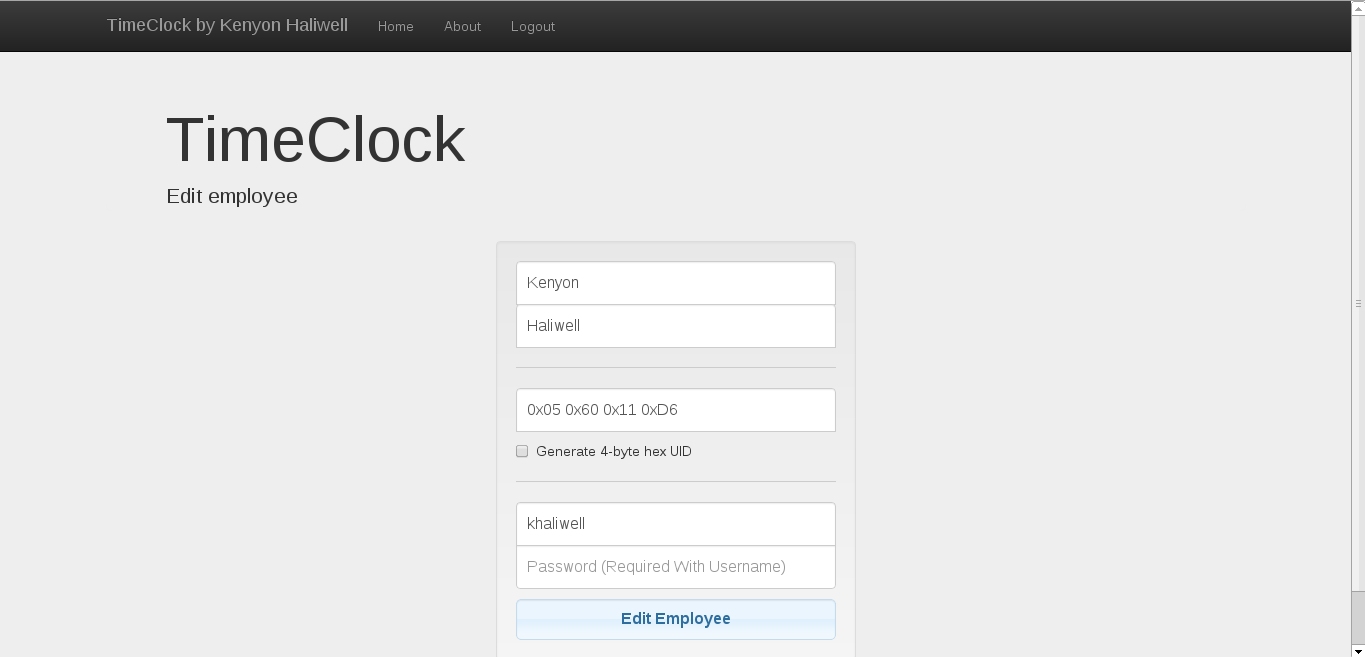 TimeClock by Kenyon Haliwell Home About Logout
TimeClock
Edit employee
Kenyon
Haliwell
0x05 0x60 0x11 0xD6
Generate 4-byte hex UID
khaliwell
Password (Required With Username)
Edit Employee